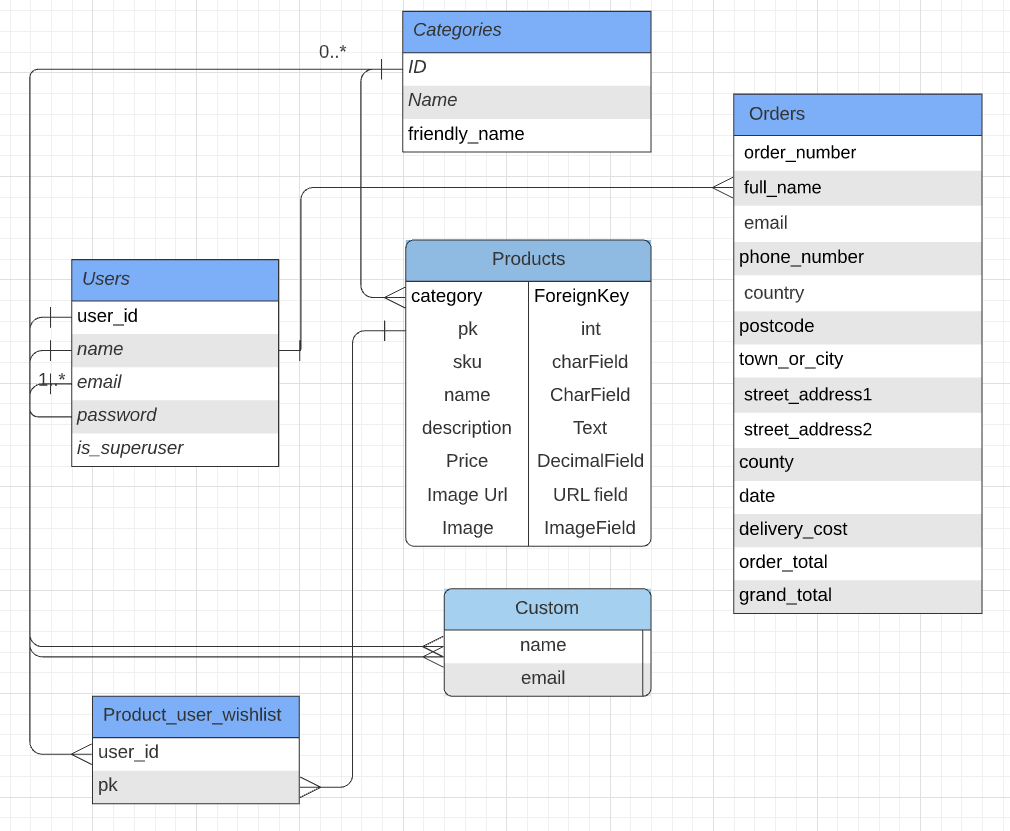 0..*
Categories
ID
Name
friendly_name
Orders
order_number
full_name
email
phone_number
country
postcode
town_or_city
street_address1
street_address2
county
date
delivery_cost
order_total
grand_total
Users
user_id
name
1..*
email
password
is_superuser
Products
category ForeignKey
pk int
sku charField
name CharField
description Text
Price DecimalField
Image Url URL field
Image ImageField
Custom
name
email
Product_user_wishlist
user_id
pk